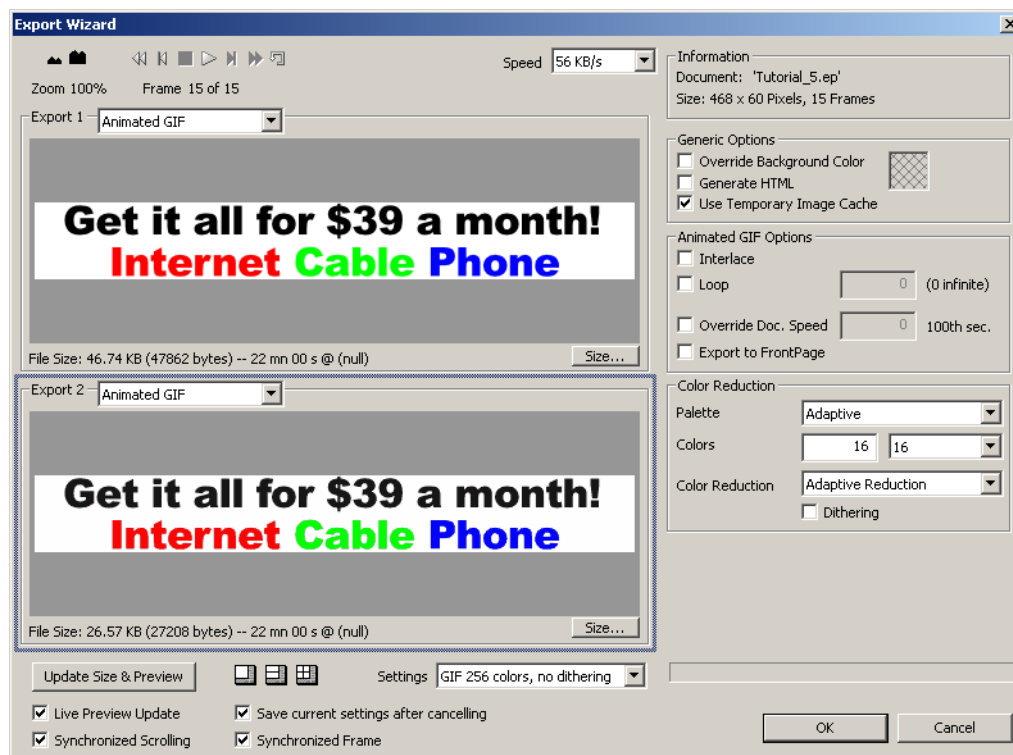 Export Wizard
Zoom 100%
Frame 15 of 15
Speed
56 KB/s
Export 1
Animated GIF
Get it all for $39 a month!
Internet Cable Phone
File Size: 46.74 KB (47862 bytes) -- 22 mn 00 s @ (null)
Size...
Export 2
Animated GIF
Get it all for $39 a month!
Internet Cable Phone
File Size: 26.57 KB (27208 bytes) -- 22 mn 00 s @ (null)
Size...
Update Size & Preview
Settings
GIF 256 colors, no dithering
Live Preview Update
Save current settings after cancelling
Synchronized Scrolling
Synchronized Frame
Information
Document: 'Tutorial_5.ep'
Size: 468 x 60 Pixels, 15 Frames
Generic Options
Override Background Color
Generate HTML
Use Temporary Image Cache
Animated GIF Options
Interlace
Loop 0 (0 infinite)
Override Doc. Speed 0 100th sec.
Export to FrontPage
Color Reduction
Palette Adaptive
Colors 16 16
Color Reduction Adaptive Reduction
Dithering
OK
Cancel